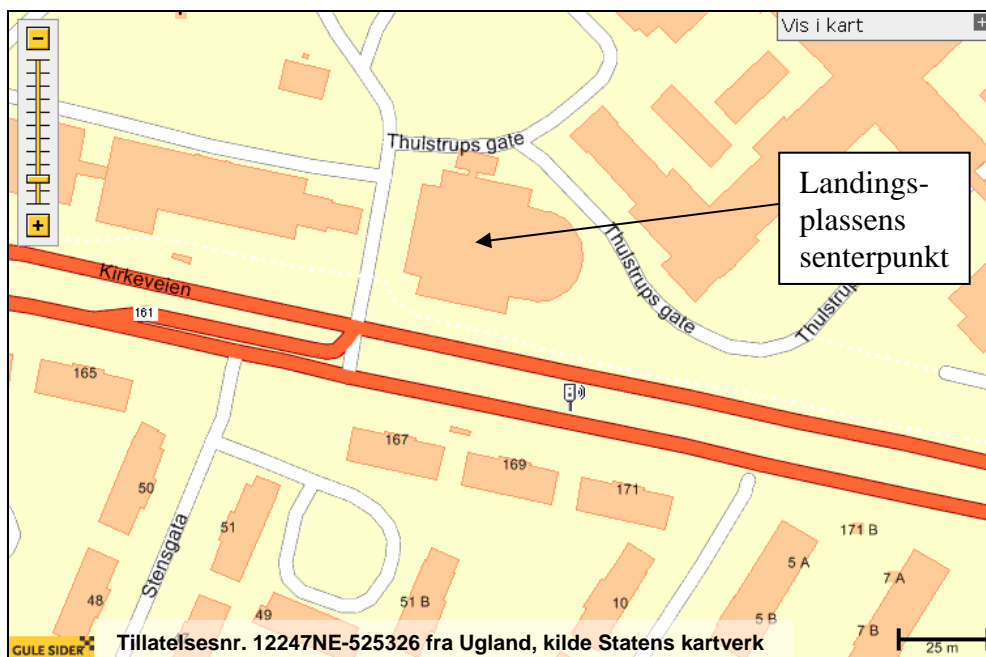 Vis i kart
Thulstrups gate
Landings-
plassens
senterpunkt
Thulstrups gate
Thulstrup
Kirkeveien
161
165
167
169
171
50
51
171 B
5 A
7 A
Stensgata
48
49
51 B
10
5 B
7 B
GULE SIDER
Tillatelsesnr. 12247NE-525326 fra Ugland, kilde Statens kartverk
25 m